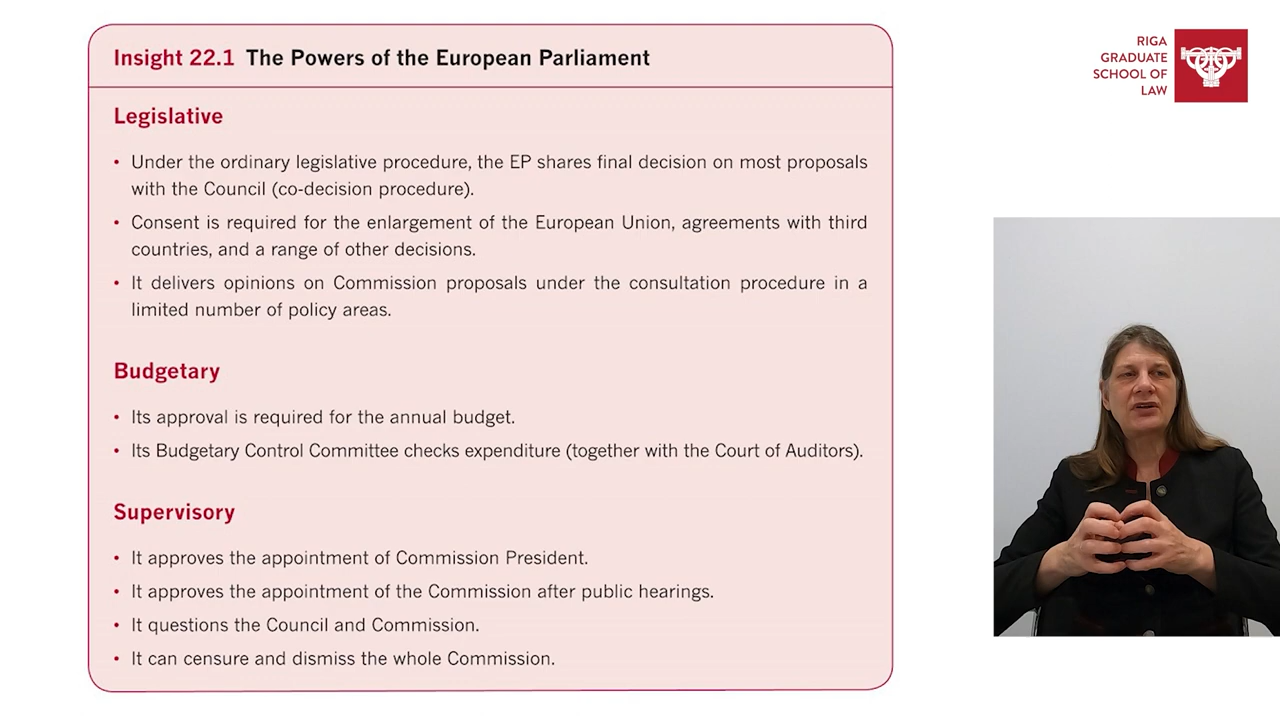 Insight 22.1 The Powers of the European Parliament
Legislative
• Under the ordinary legislative procedure, the EP shares final decision on most proposals
with the Council (co-decision procedure).
• Consent is required for the enlargement of the European Union, agreements with third
countries, and a range of other decisions.
• It delivers opinions on Commission proposals under the consultation procedure in a
limited number of policy areas.
Budgetary
• Its approval is required for the annual budget.
• Its Budgetary Control Committee checks expenditure (together with the Court of Auditors).
Supervisory
• It approves the appointment of Commission President.
• It approves the appointment of the Commission after public hearings.
• It questions the Council and Commission.
• It can censure and dismiss the whole Commission.
RIGA
GRADUATE
SCHOOL OF
LAW